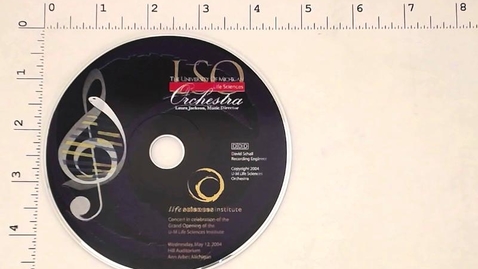 0 1 2 3 4 5 6 7 8
0
1
2
3
4
LSO
THE UNIVERSITY OF MICHIGAN
Life Sciences
Orchestra
Laura Jackson, Music Director
David Schall
Recording Engineer
Copyright 2004
U-M Life Sciences
Orchestra
life sciences institute
Concert in celebration of the
Grand Opening of the
U-M Life Sciences Institute
Wednesday, May 12, 2004
Hill Auditorium
Ann Arbor, Michigan